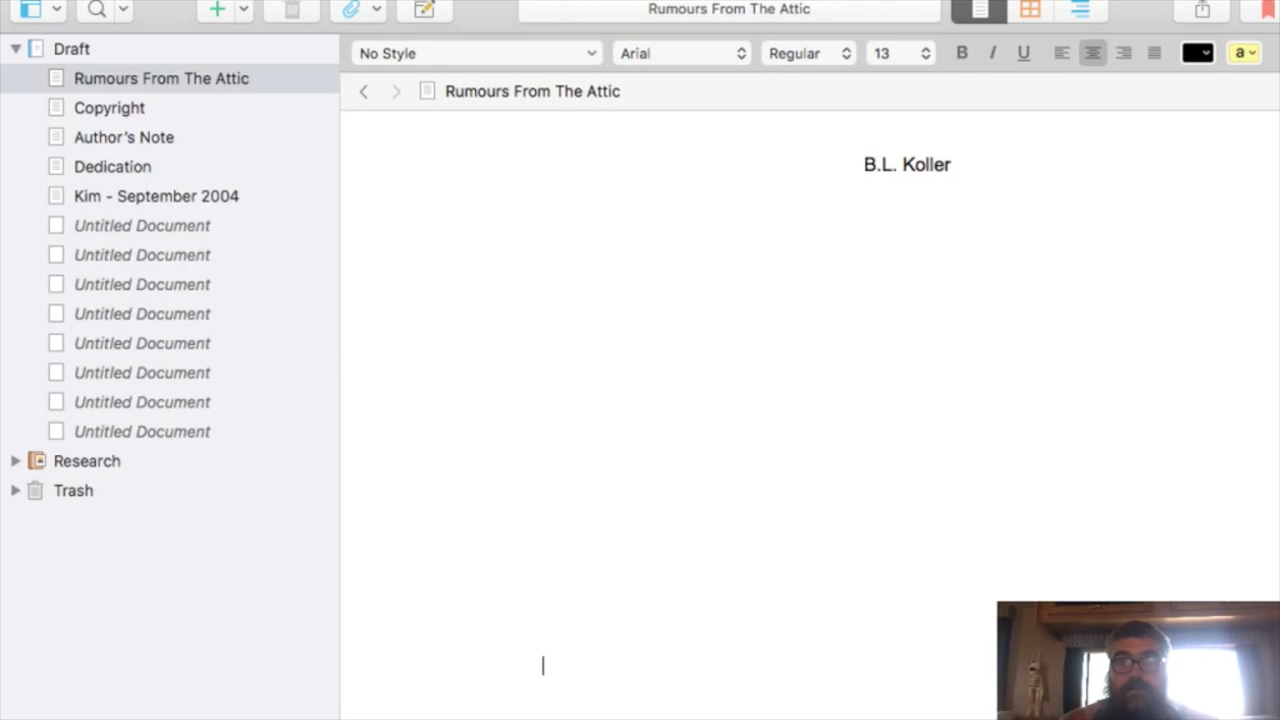 Rumours From The Attic
Draft
No Style
Arial
Regular
13
B
I
U
a
Rumours From The Attic
Rumours From The Attic
Copyright
Author's Note
Dedication
Kim - September 2004
Untitled Document
Untitled Document
Untitled Document
Untitled Document
Untitled Document
Untitled Document
Untitled Document
Untitled Document
Research
Trash
B.L. Koller